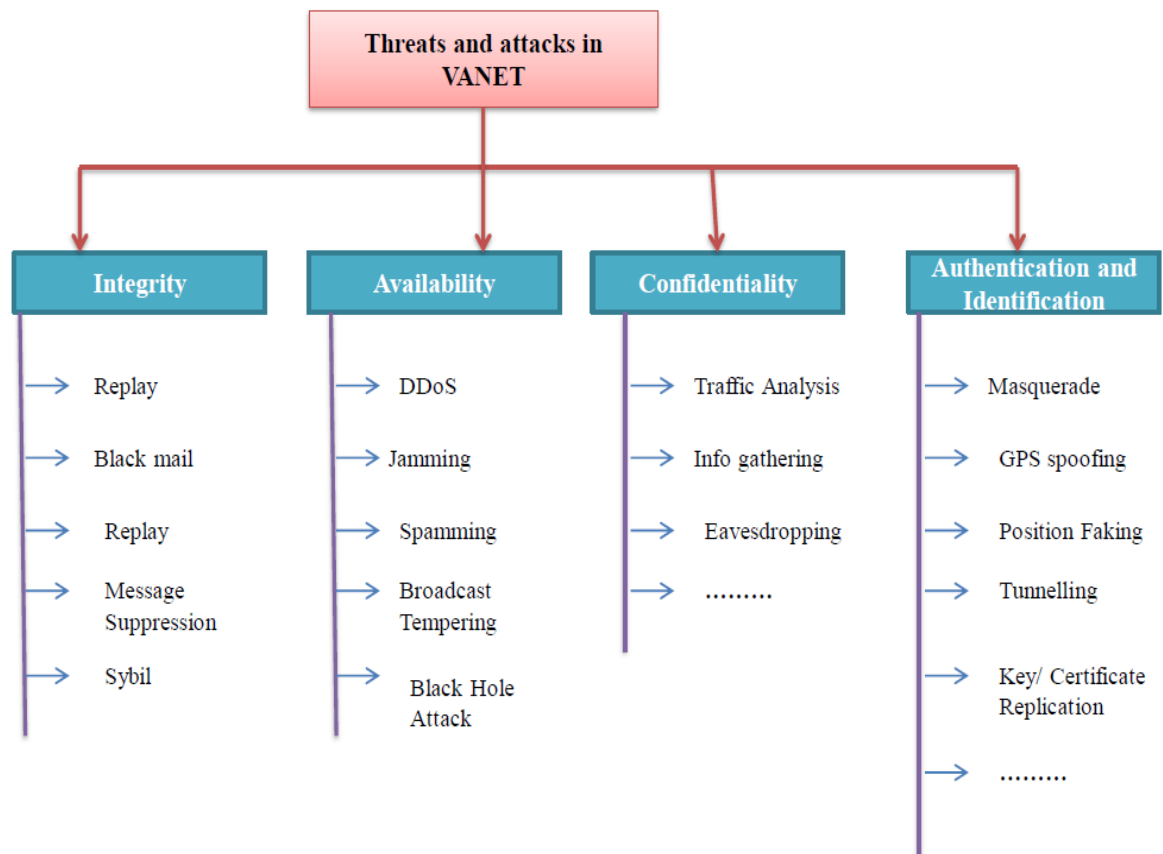 Threats and attacks in
VANET
Integrity
Replay
Black mail
Replay
Message
Suppression
Sybil
Availability
DDoS
Jamming
Spamming
Broadcast
Tempering
Black Hole
Attack
Confidentiality
Traffic Analysis
Info gathering
Eavesdropping
.........
Authentication and
Identification
Masquerade
GPS spoofing
Position Faking
Tunnelling
Key/ Certificate
Replication
.........